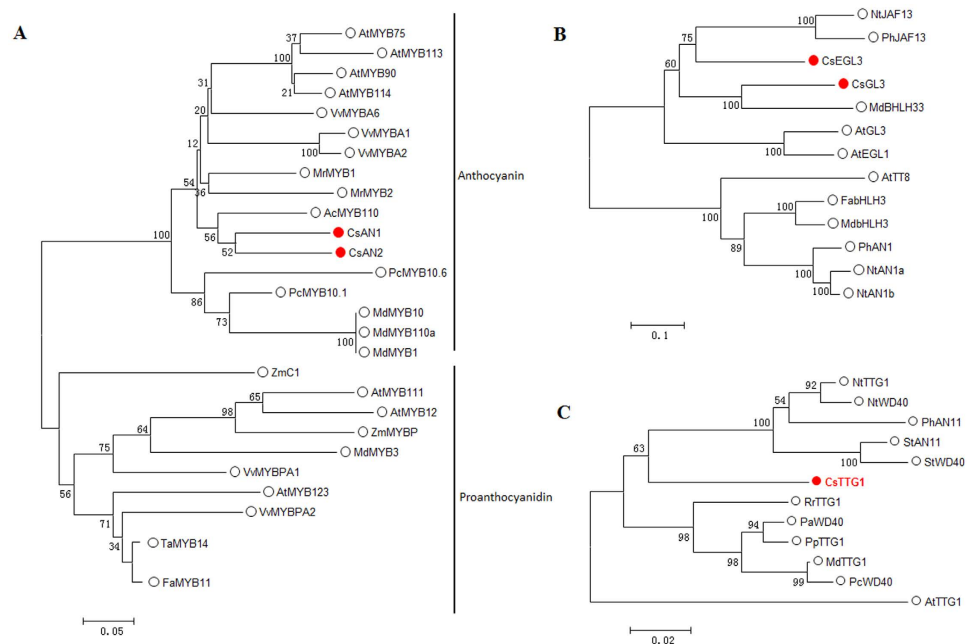 A
37
AtMYB75
AtMYB113
100
AtMYB90
21
AtMYB114
31
VvMYBA6
20
VvMYBA1
100
VvMYBA2
12
MrMYB1
54
36
MrMYB2
AcMYB110
56
CsAN1
52
CsAN2
100
PcMYB10.6
86
PcMYB10.1
73
MdMYB10
MdMYB110a
100
MdMYB1
Anthocyanin
ZmC1
AtMYB111
65
AtMYB12
98
ZmMYBP
64
MdMYB3
75
VvMYBPA1
56
AtMYB123
71
VvMYBPA2
34
TaMYB14
FaMYB11
Proanthocyanidin
0.05
B
NtJAF13
100
PhJAF13
75
CsEGL3
60
CsGL3
100
MdBHLH33
AtGL3
100
AtEGL1
AtTT8
100
FabHLH3
100
MdbHLH3
89
PhAN1
100
NtAN1a
100
NtAN1b
0.1
C
NtTTG1
92
NtWD40
54
PhAN11
100
StAN11
100
StWD40
63
CsTTG1
RrTTG1
98
PaWD40
94
PpTTG1
98
MdTTG1
99
PcWD40
AtTTG1
0.02